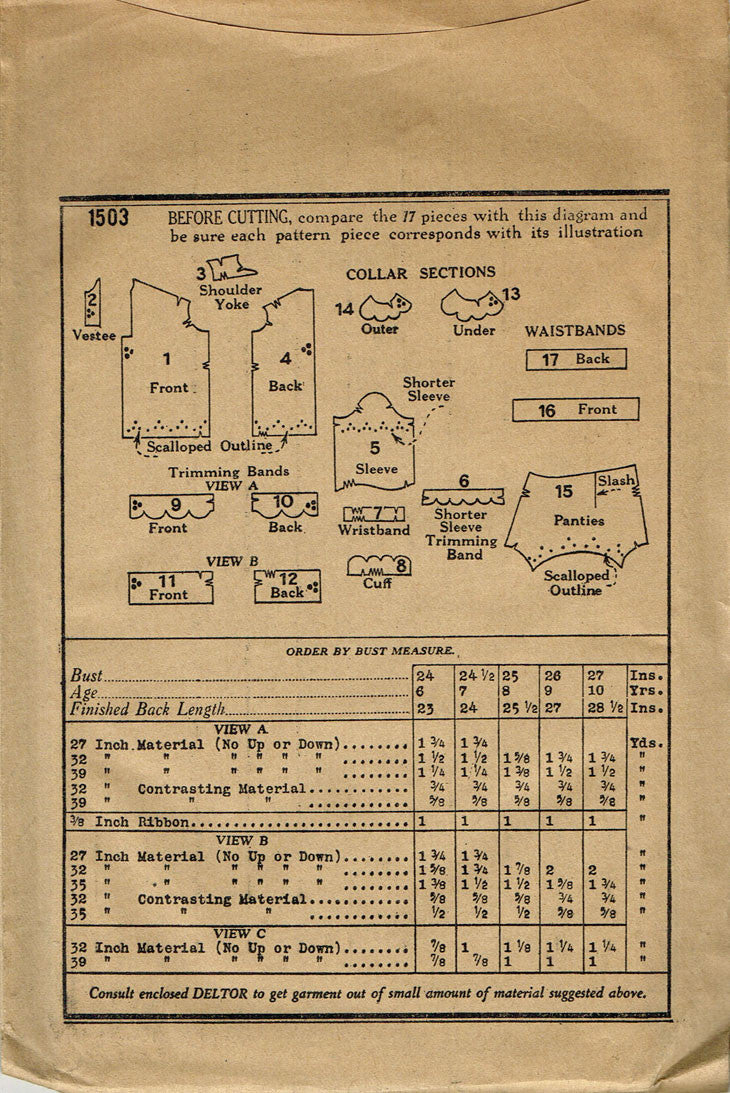 1503 BEFORE CUTTING, compare the 17 pieces with this diagram and
be sure each pattern piece corresponds with its illustration
3
Shoulder
Yoke
COLLAR SECTIONS
2
Vestee
1
Front
4
Back
14
Outer
13
Under
WAISTBANDS
17 Back
16 Front
Shorter
Sleeve
5
Sleeve
Scalloped Outline
Trimming Bands
VIEW A
9
Front
10
Back
7
Wristband
6
Shorter
Sleeve
Trimming
Band
15
Slash
Panties
Scalloped
Outline
VIEW B
11
Front
12
Back
8
Cuff
ORDER BY BUST MEASURE.
Bust 24 24 1/2 25 26 27 Ins.
Age 6 7 8 9 10 Yrs.
Finished Back Length 23 24 25 1/2 27 28 1/2 Ins.
VIEW A
27 Inch Material (No Up or Down) 1 3/4 1 3/4 Yds.
32 " " " " " " 1 1/2 1 1/2 1 5/8 1 3/4 1 3/4 "
39 " " " " " " 1 1/4 1 1/4 1 3/8 1 1/2 1 1/2 "
32 " Contrasting Material 3/4 3/4 3/4 3/4 3/4 "
39 " " " 5/8 5/8 5/8 5/8 5/8 "
3/8 Inch Ribbon 1 1 1 1 1 "
VIEW B
27 Inch Material (No Up or Down) 1 3/4 1 3/4 "
32 " " " " " " 1 5/8 1 3/4 1 7/8 2 2 "
35 " " " " " " 1 3/8 1 1/2 1 1/2 1 5/8 1 3/4 "
32 " Contrasting Material 5/8 5/8 5/8 3/4 3/4 "
35 " " " 1/2 1/2 1/2 5/8 5/8 "
VIEW C
32 Inch Material (No Up or Down) 7/8 1 1 1/8 1 1/4 1 1/4 "
39 " " " " " " 7/8 7/8 1 1 1 "
Consult enclosed DELTOR to get garment out of small amount of material suggested above.